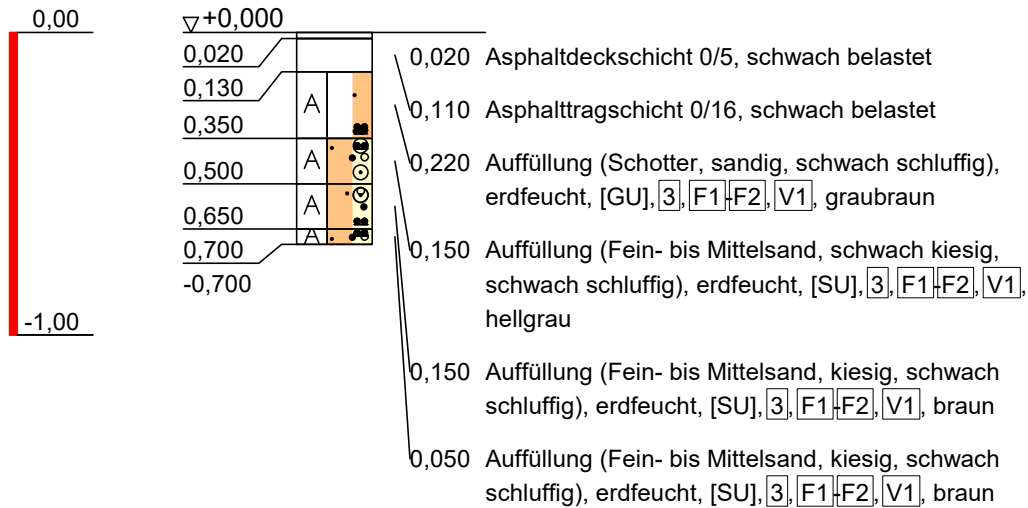 0,00
▽+0,000
0,020
0,130
0,350
0,500
0,650
0,700
-0,700
-1,00
A
A
A
A
0,020 Asphaltdeckschicht 0/5, schwach belastet
0,110 Asphalttragschicht 0/16, schwach belastet
0,220 Auffüllung (Schotter, sandig, schwach schluffig),
erdfeucht, [GU], 3, F1-F2, V1, graubraun
0,150 Auffüllung (Fein- bis Mittelsand, schwach kiesig,
schwach schluffig), erdfeucht, [SU], 3, F1-F2, V1,
hellgrau
0,150 Auffüllung (Fein- bis Mittelsand, kiesig, schwach
schluffig), erdfeucht, [SU], 3, F1-F2, V1, braun
0,050 Auffüllung (Fein- bis Mittelsand, kiesig, schwach
schluffig), erdfeucht, [SU], 3, F1-F2, V1, braun